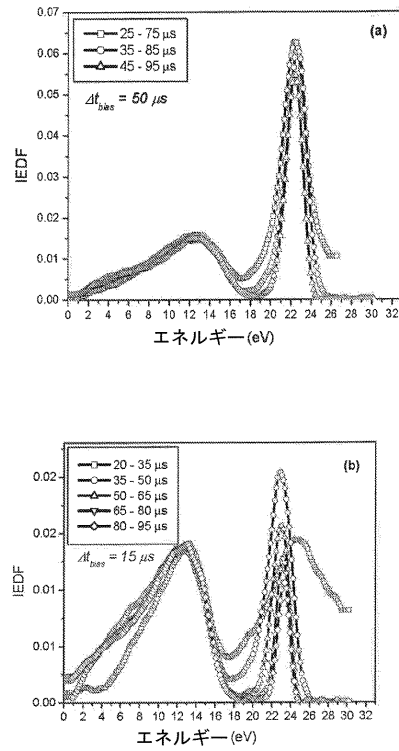 0.07
0.06
0.05
0.04
0.03
0.02
0.01
0.00
IEDF
25 - 75 μs
35 - 85 μs
45 - 95 μs
Δt_bias = 50 μs
(a)
0 2 4 6 8 10 12 14 16 18 20 22 24 26 28 30 32
エネルギー (eV)
0.02
0.02
0.01
0.01
0.00
IEDF
20 - 35 μs
35 - 50 μs
50 - 65 μs
65 - 80 μs
80 - 95 μs
Δt_bias = 15 μs
(b)
0 2 4 6 8 10 12 14 16 18 20 22 24 26 28 30 32
エネルギー (eV)